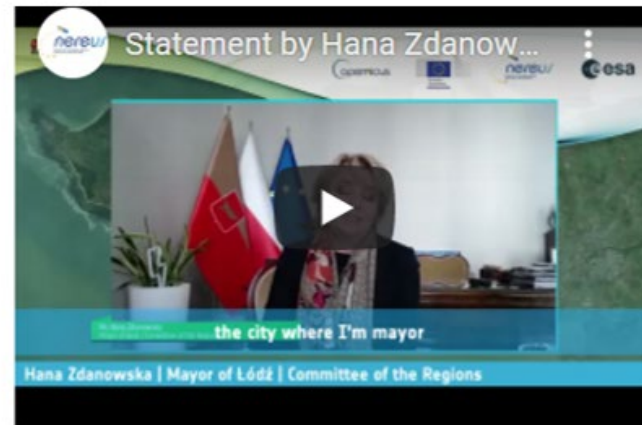 nereus
Statement by Hana Zdanow...
opernicus
nereus
esa
the city where I'm mayor
Hana Zdanowska | Mayor of Łódź | Committee of the Regions